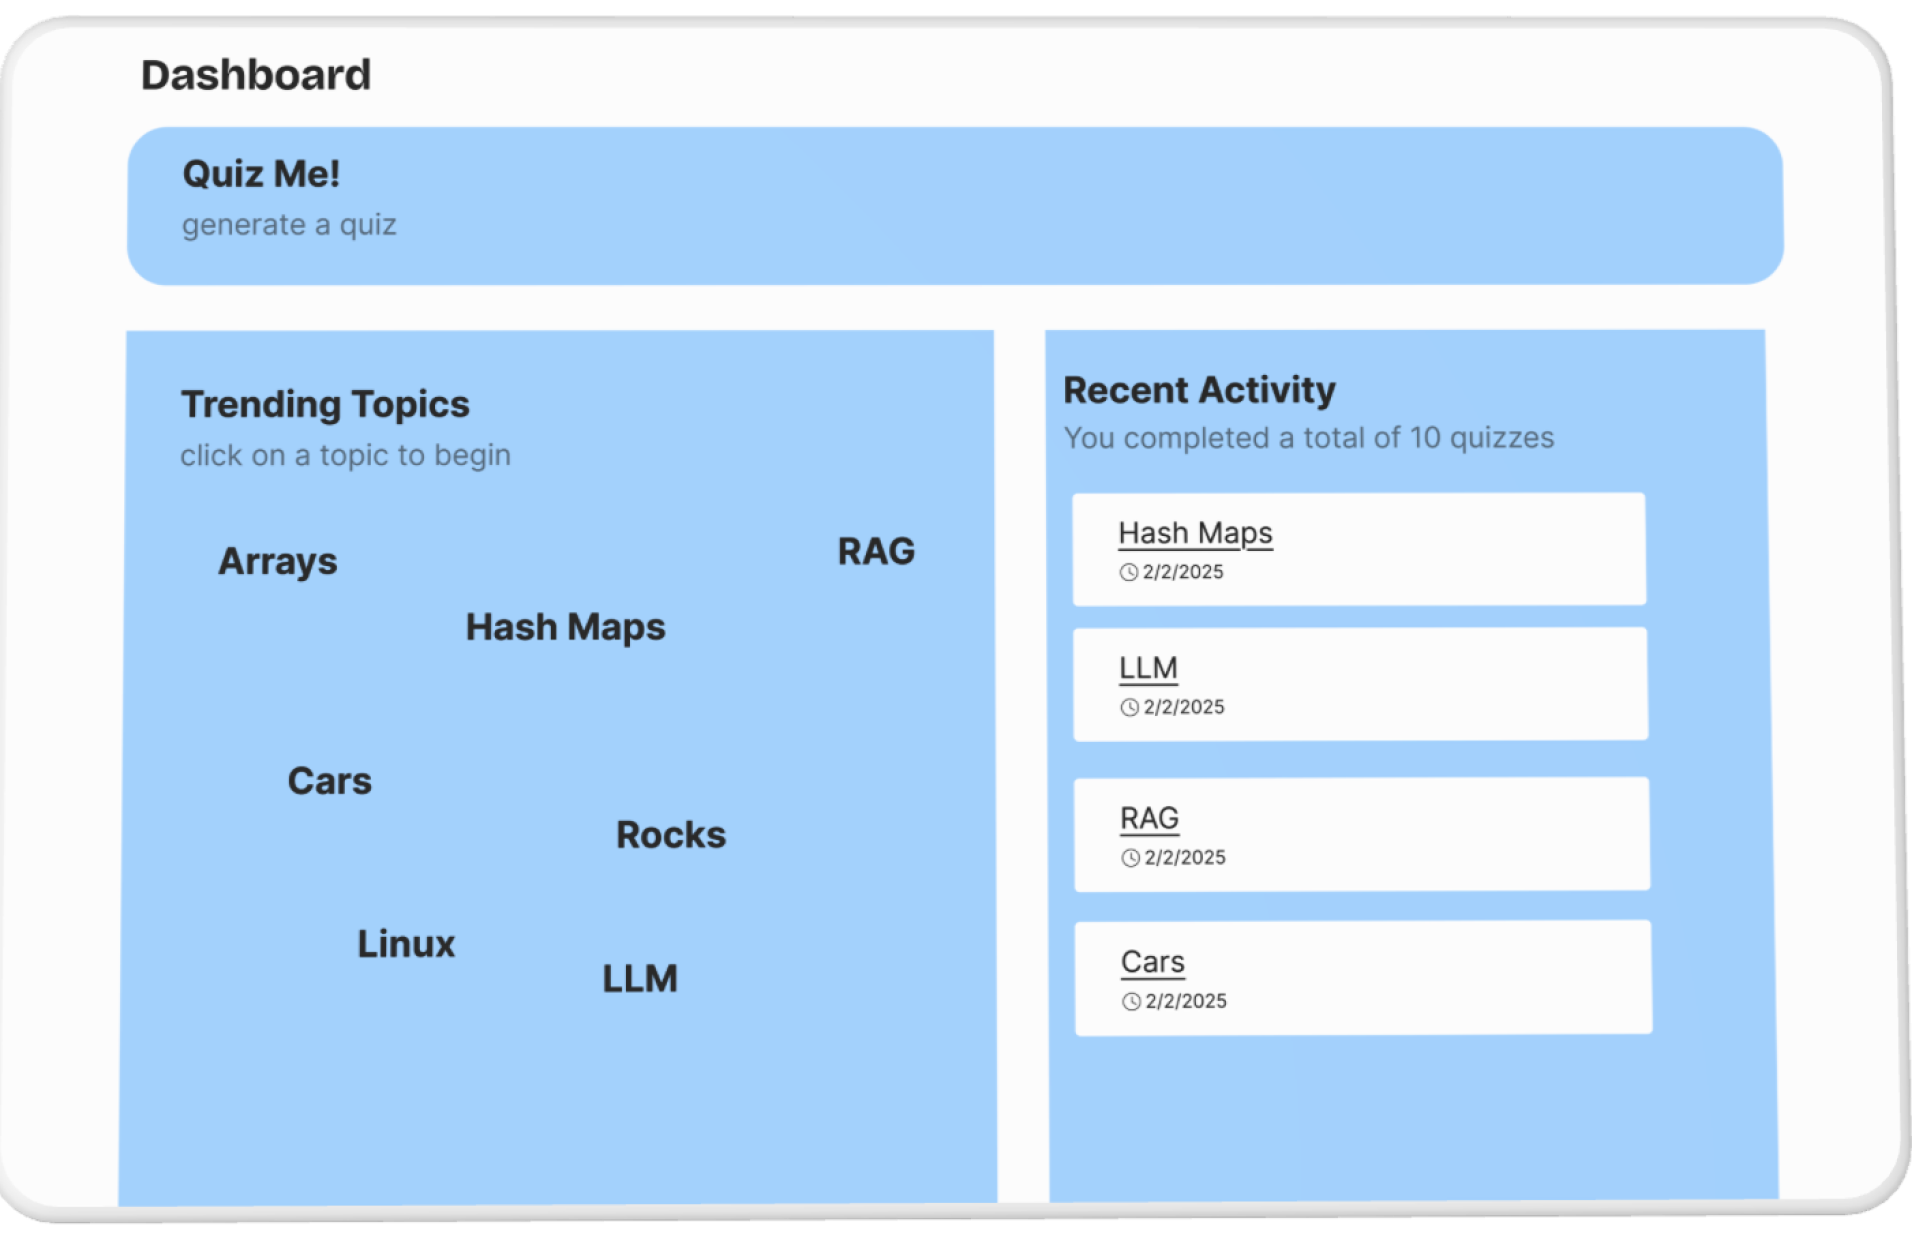 Dashboard
Quiz Me!
generate a quiz
Trending Topics
click on a topic to begin
Arrays
RAG
Hash Maps
Cars
Rocks
Linux
LLM
Recent Activity
You completed a total of 10 quizzes
Hash Maps
2/2/2025
LLM
2/2/2025
RAG
2/2/2025
Cars
2/2/2025